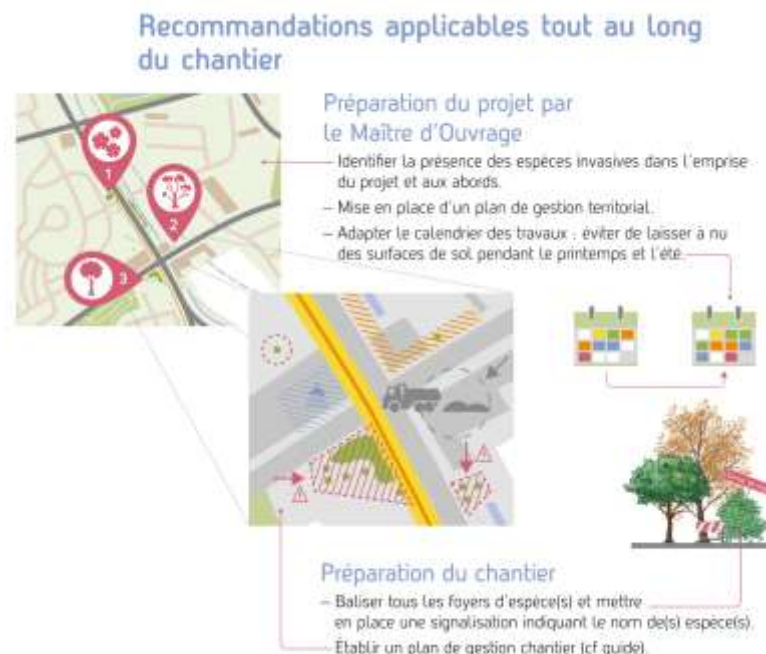 Recommandations applicables tout au long
du chantier
Préparation du projet par
le Maître d'Ouvrage
– Identifier la présence des espèces invasives dans l'emprise
du projet et aux abords.
– Mise en place d'un plan de gestion territorial.
– Adapter le calendrier des travaux : éviter de laisser à nu
des surfaces de sol pendant le printemps et l'été.
1
2
3
Préparation du chantier
– Baliser tous les foyers d'espèce(s) et mettre
en place une signalisation indiquant le nom de(s) espèce(s).
– Établir un plan de gestion chantier (cf guide).